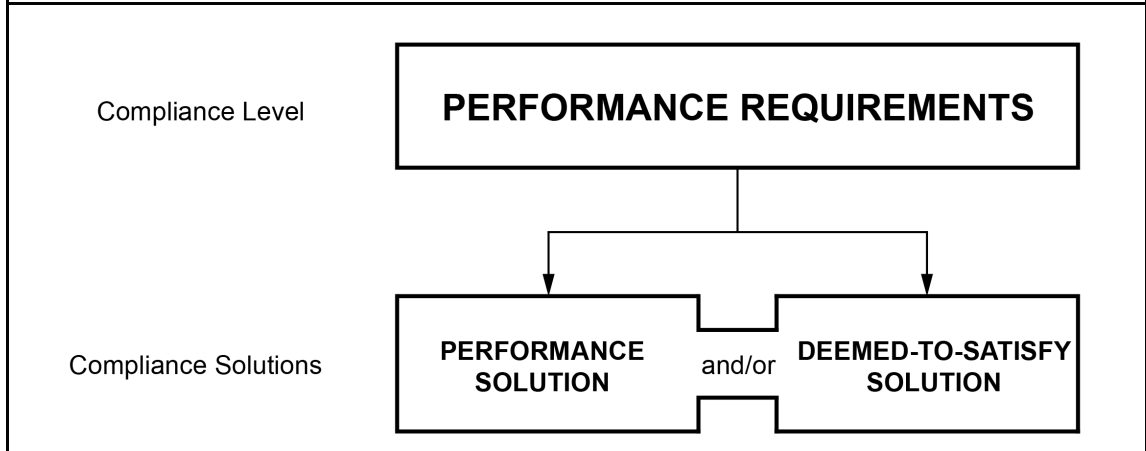 Compliance Level
PERFORMANCE REQUIREMENTS
Compliance Solutions
PERFORMANCE
SOLUTION
and/or
DEEMED-TO-SATISFY
SOLUTION